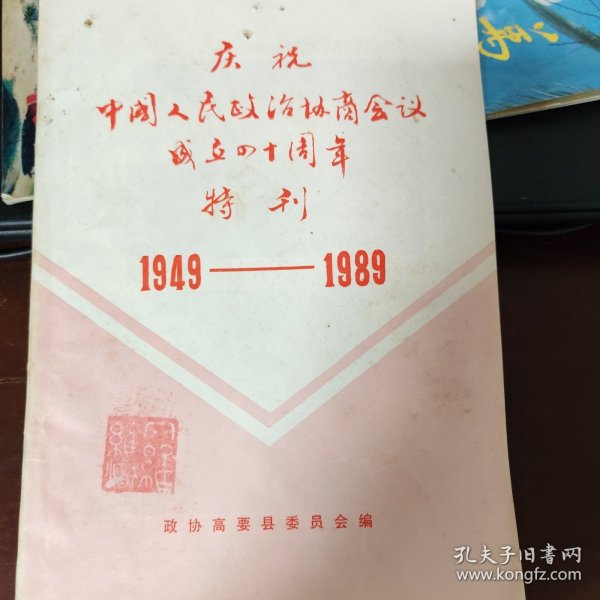 庆祝
中国人民政治协商会议
成立四十周年
特刊
1949——1989
政协高要县委员会编
孔夫子旧书网
www.kongfz.com